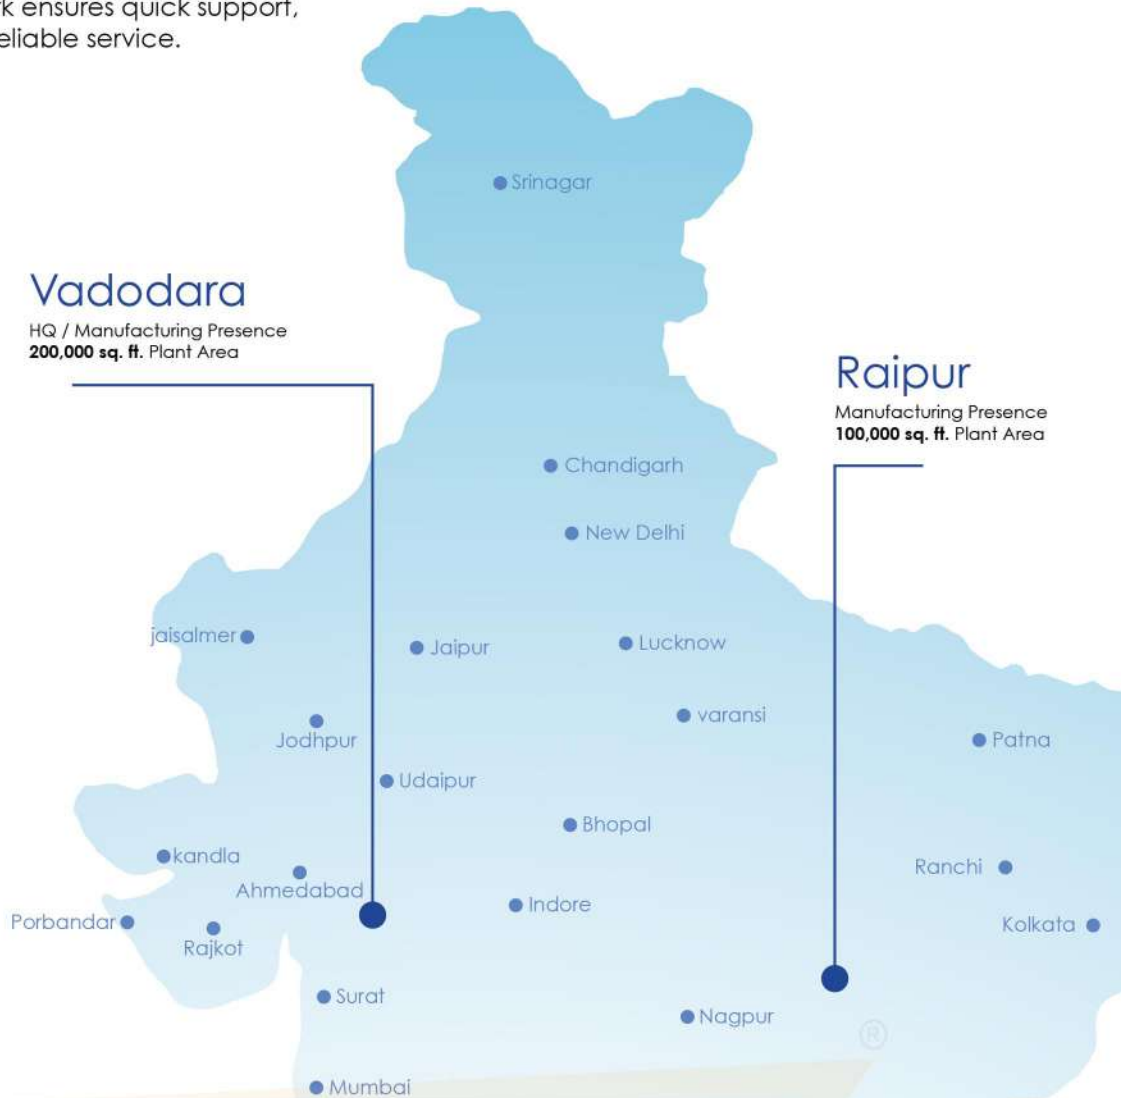 k ensures quick support,
eliable service.
Srinagar
Vadodara
HQ / Manufacturing Presence
200,000 sq. ft. Plant Area
Raipur
Manufacturing Presence
100,000 sq. ft. Plant Area
Chandigarh
New Delhi
jaisalmer
Jaipur
Lucknow
varansi
Jodhpur
Patna
Udaipur
Bhopal
kandla
Ranchi
Ahmedabad
Indore
Porbandar
Kolkata
Rajkot
Surat
Nagpur
®
Mumbai